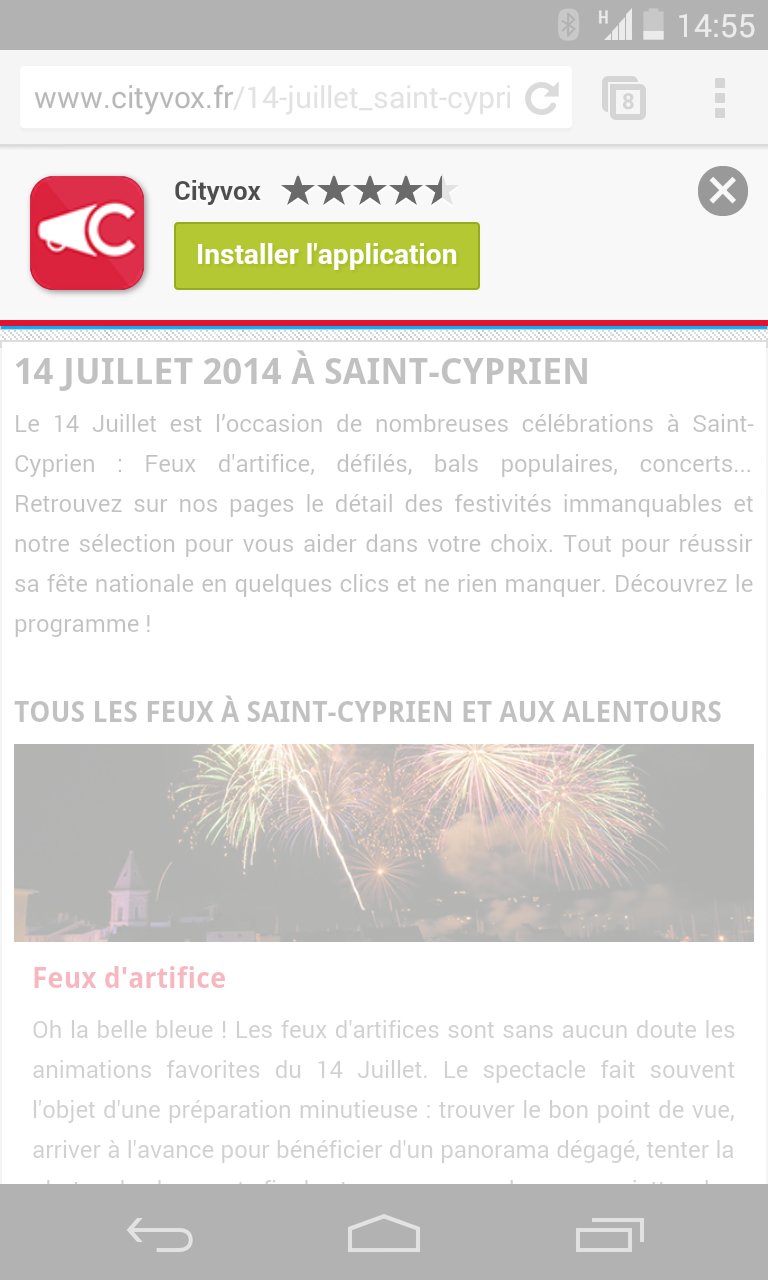 H 14:55
www.cityvox.fr/14-juillet_saint-cypri
8
C
Cityvox
Installer l'application
14 JUILLET 2014 À SAINT-CYPRIEN
Le 14 Juillet est l’occasion de nombreuses célébrations à Saint-
Cyprien : Feux d'artifice, défilés, bals populaires, concerts...
Retrouvez sur nos pages le détail des festivités immanquables et
notre sélection pour vous aider dans votre choix. Tout pour réussir
sa fête nationale en quelques clics et ne rien manquer. Découvrez le
programme !
TOUS LES FEUX À SAINT-CYPRIEN ET AUX ALENTOURS
Feux d'artifice
Oh la belle bleue ! Les feux d'artifices sont sans aucun doute les
animations favorites du 14 Juillet. Le spectacle fait souvent
l'objet d'une préparation minutieuse : trouver le bon point de vue,
arriver à l'avance pour bénéficier d'un panorama dégagé, tenter la